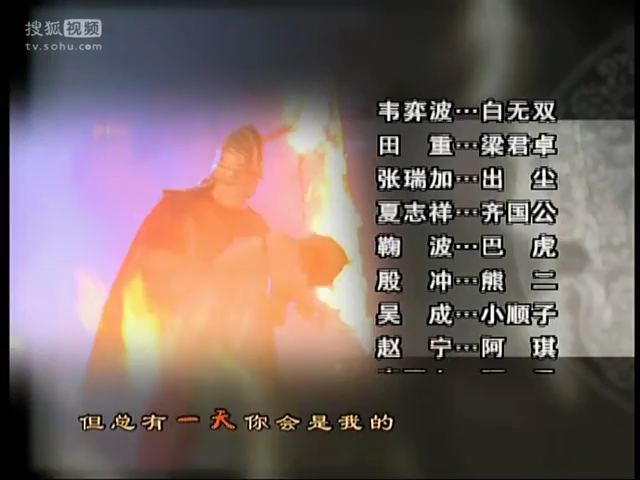 搜狐视频
tv.sohu.com
韦弈波…白无双
田　重…梁君卓
张瑞加…出　尘
夏志祥…齐国公
鞠　波…巴　虎
殷　冲…熊　二
吴　成…小顺子
赵　宁…阿　琪
但总有一天你会是我的